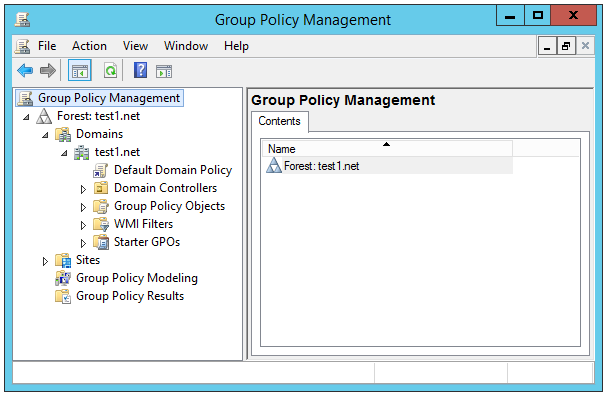 Group Policy Management
File Action View Window Help
Group Policy Management
Forest: test1.net
Domains
test1.net
Default Domain Policy
Domain Controllers
Group Policy Objects
WMI Filters
Starter GPOs
Sites
Group Policy Modeling
Group Policy Results
Group Policy Management
Contents
Name
Forest: test1.net